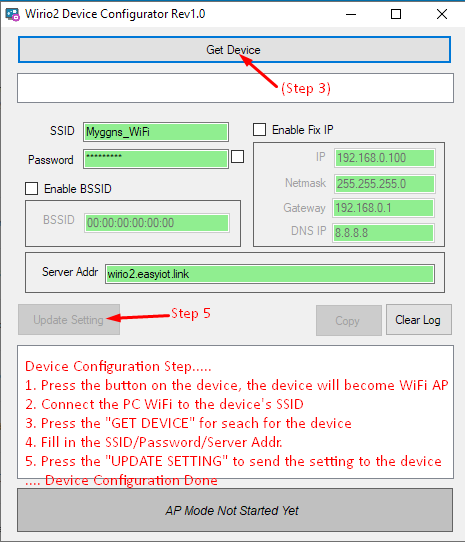 Wirio2 Device Configurator Rev1.0
Get Device
(Step 3)
SSID
Myggns_WiFi
Enable Fix IP
Password
*********
IP
192.168.0.100
Enable BSSID
Netmask
255.255.255.0
BSSID
00:00:00:00:00:00
Gateway
192.168.0.1
DNS IP
8.8.8.8
Server Addr
wirio2.easyiot.link
Update Setting
Step 5
Copy
Clear Log
Device Configuration Step.....
1. Press the button on the device, the device will become WiFi AP
2. Connect the PC WiFi to the device's SSID
3. Press the "GET DEVICE" for seach for the device
4. Fill in the SSID/Password/Server Addr.
5. Press the "UPDATE SETTING" to send the setting to the device
.... Device Configuration Done
AP Mode Not Started Yet